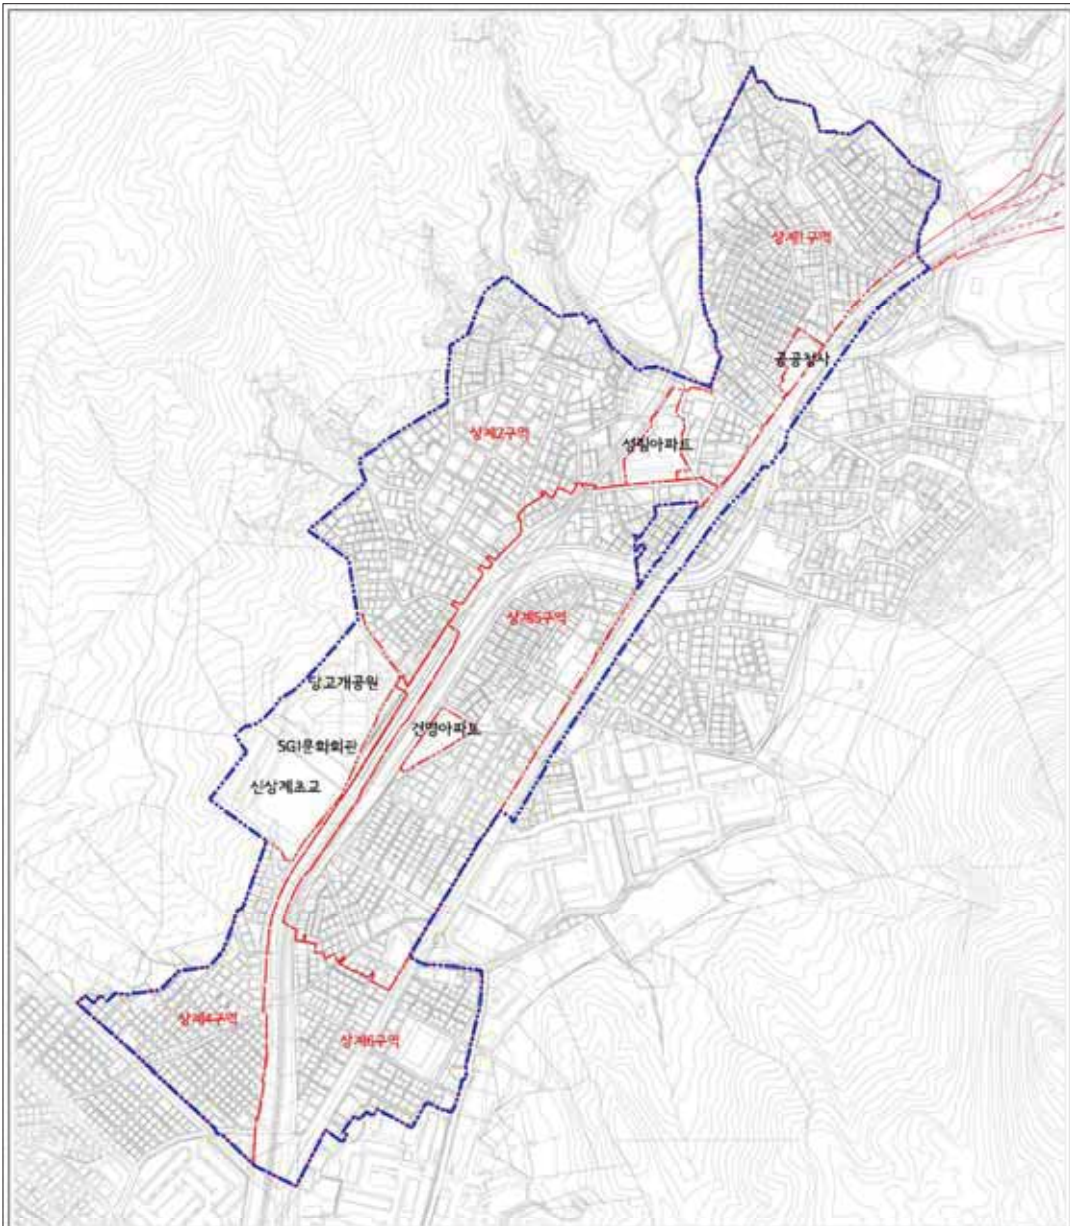 상계1구역
공공청사
상계2구역
성림아파트
상계5구역
당고개공원
건영아파트
SGI문화회관
신상계초교
상계4구역
상계6구역